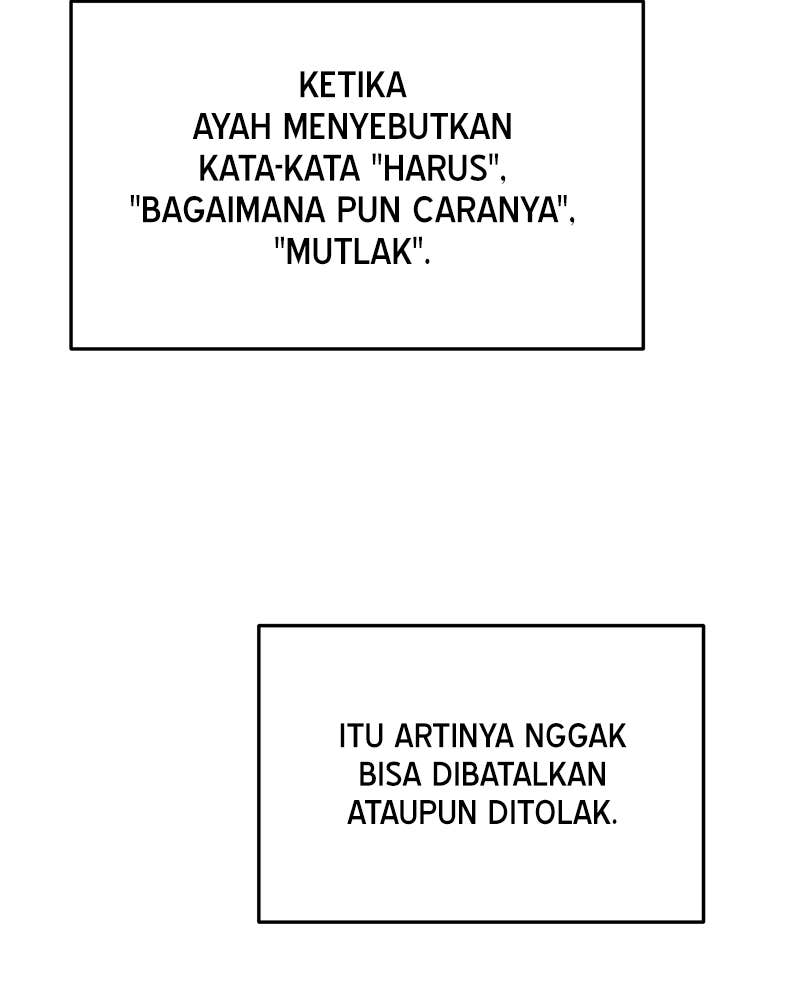 KETIKA
AYAH MENYEBUTKAN
KATA-KATA "HARUS",
"BAGAIMANA PUN CARANYA",
"MUTLAK".
ITU ARTINYA NGGAK
BISA DIBATALKAN
ATAUPUN DITOLAK.